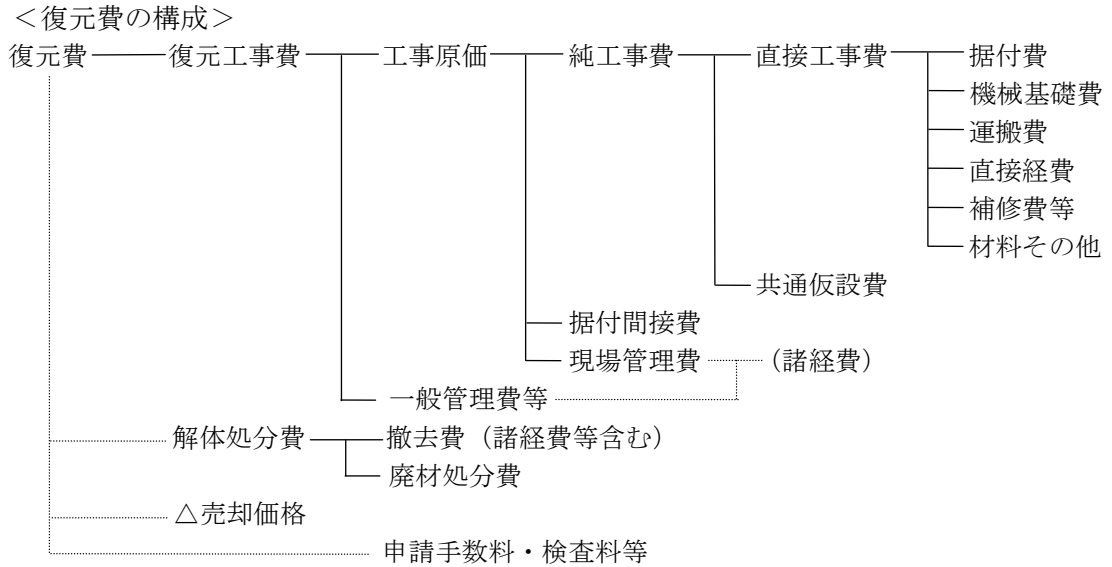 ＜復元費の構成＞
復元費 復元工事費 工事原価 純工事費 直接工事費 据付費
機械基礎費
運搬費
直接経費
補修費等
材料その他
共通仮設費
据付間接費
現場管理費 （諸経費）
一般管理費等
解体処分費 撤去費（諸経費等含む）
廃材処分費
△売却価格
申請手数料・検査料等